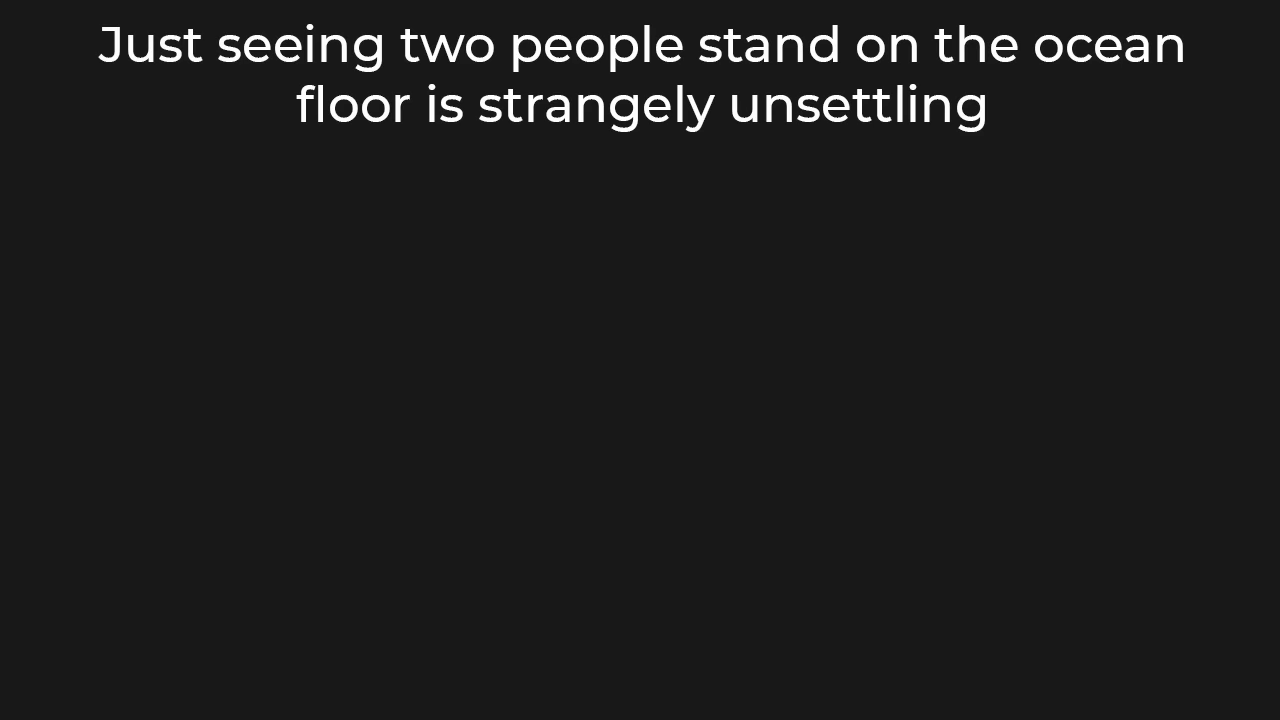 Just seeing two people stand on the ocean
floor is strangely unsettling